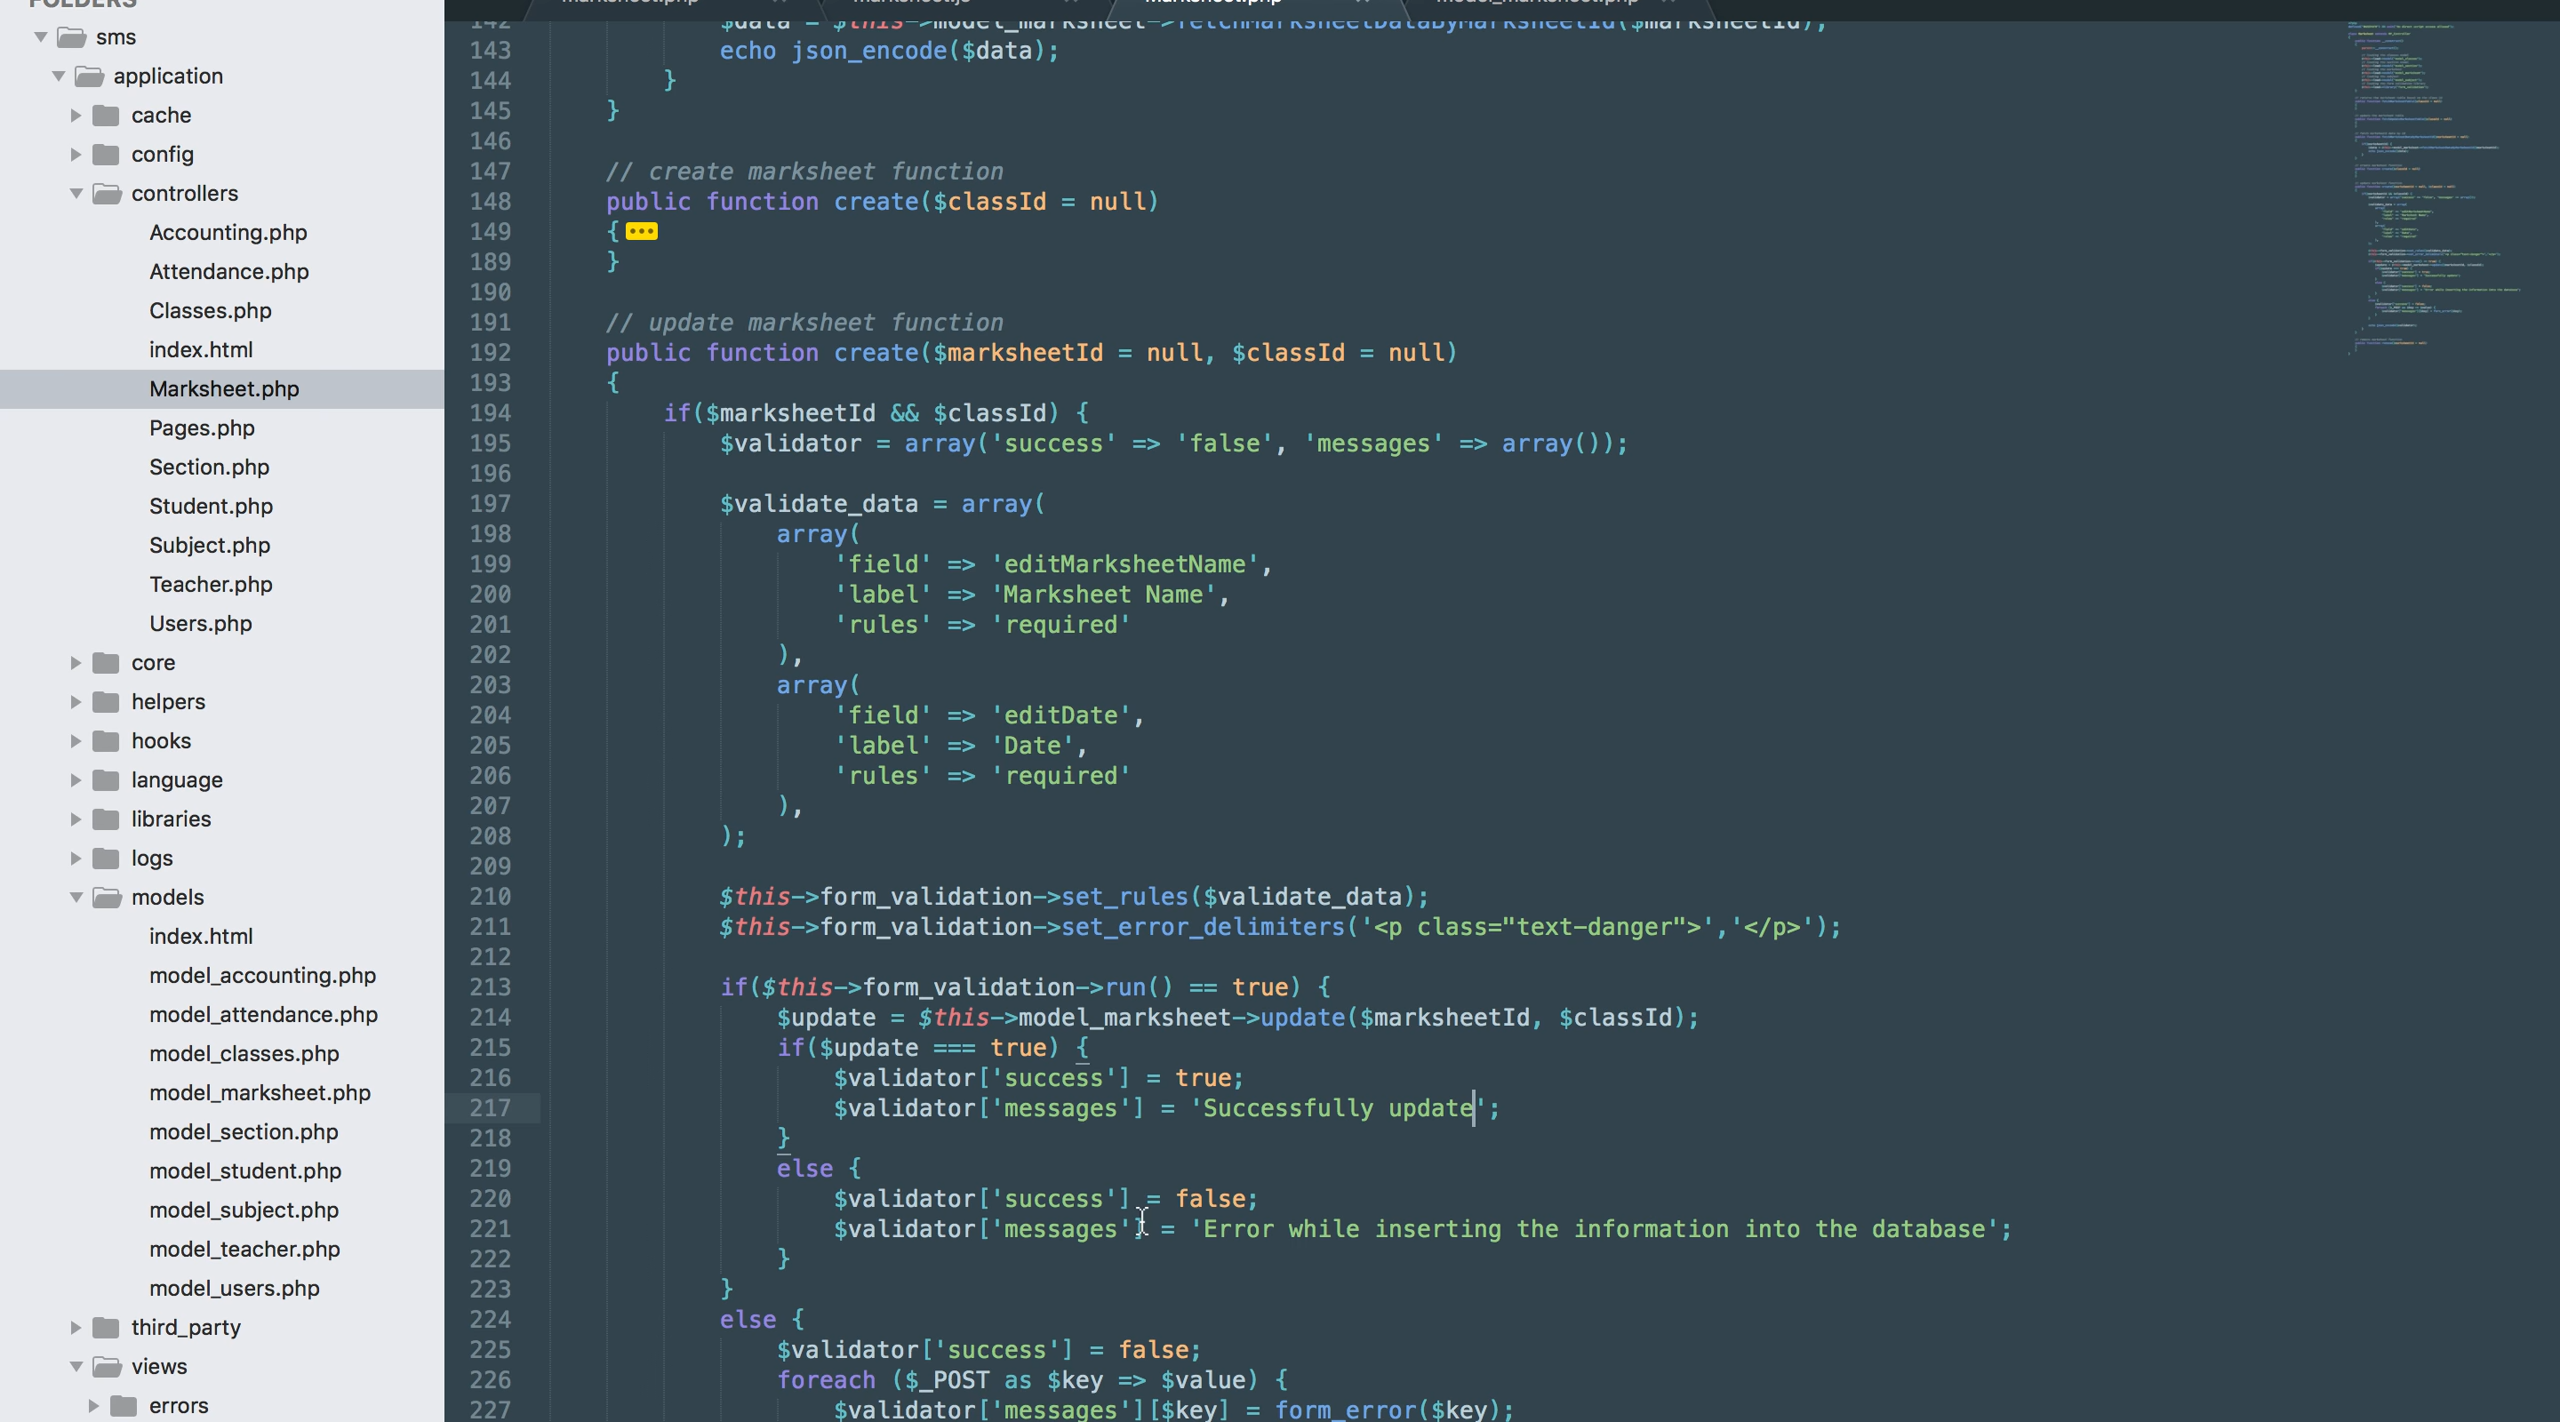 FOLDERS
sms
application
cache
config
controllers
Accounting.php
Attendance.php
Classes.php
index.html
Marksheet.php
Pages.php
Section.php
Student.php
Subject.php
Teacher.php
Users.php
core
helpers
hooks
language
libraries
logs
models
index.html
model_accounting.php
model_attendance.php
model_classes.php
model_marksheet.php
model_section.php
model_student.php
model_subject.php
model_teacher.php
model_users.php
third_party
views
errors
142 $data = $this->model_marksheet->fetchMarksheetDataByMarksheetId($marksheetId);
143 echo json_encode($data);
144 }
145 }
146
147 // create marksheet function
148 public function create($classId = null)
149 {
189 }
190
191 // update marksheet function
192 public function create($marksheetId = null, $classId = null)
193 {
194 if($marksheetId && $classId) {
195 $validator = array('success' => 'false', 'messages' => array());
196
197 $validate_data = array(
198 array(
199 'field' => 'editMarksheetName',
200 'label' => 'Marksheet Name',
201 'rules' => 'required'
202 ),
203 array(
204 'field' => 'editDate',
205 'label' => 'Date',
206 'rules' => 'required'
207 ),
208 );
209
210 $this->form_validation->set_rules($validate_data);
211 $this->form_validation->set_error_delimiters('<p class="text-danger">','</p>');
212
213 if($this->form_validation->run() == true) {
214 $update = $this->model_marksheet->update($marksheetId, $classId);
215 if($update === true) {
216 $validator['success'] = true;
217 $validator['messages'] = 'Successfully update';
218 }
219 else {
220 $validator['success'] = false;
221 $validator['messages'] = 'Error while inserting the information into the database';
222 }
223 }
224 else {
225 $validator['success'] = false;
226 foreach ($_POST as $key => $value) {
227 $validator['messages'][$key] = form_error($key);